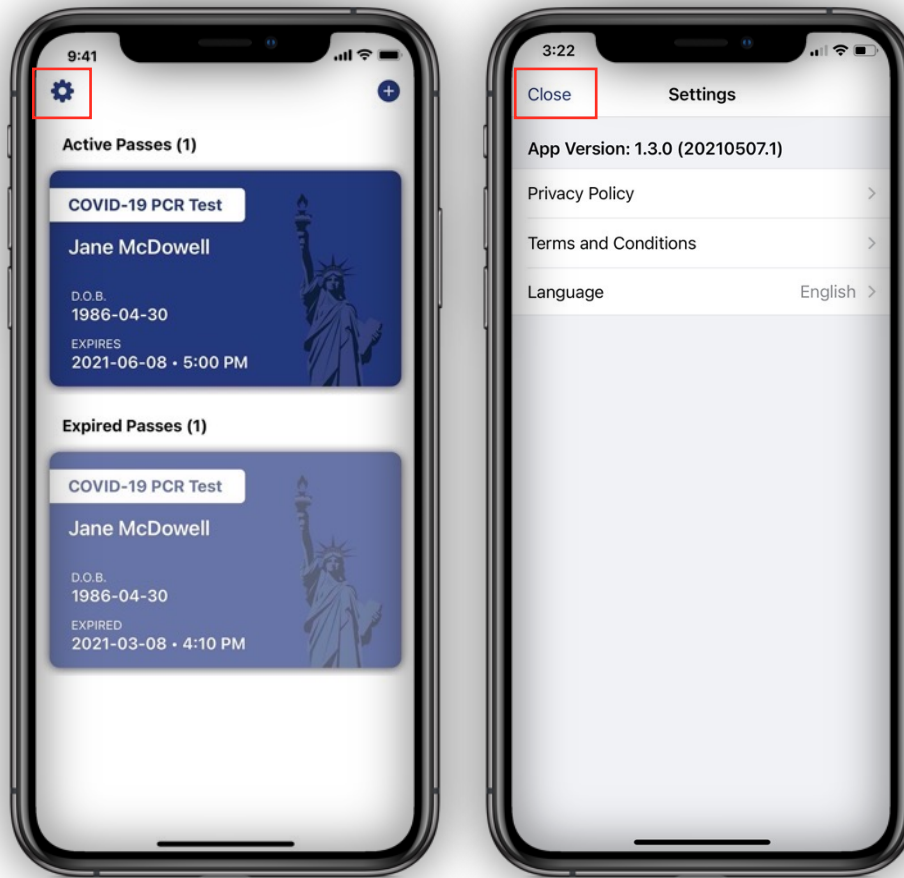 9:41
Active Passes (1)
COVID-19 PCR Test
Jane McDowell
D.O.B.
1986-04-30
EXPIRES
2021-06-08 • 5:00 PM
Expired Passes (1)
COVID-19 PCR Test
Jane McDowell
D.O.B.
1986-04-30
EXPIRED
2021-03-08 • 4:10 PM
3:22
Close
Settings
App Version: 1.3.0 (20210507.1)
Privacy Policy
Terms and Conditions
Language
English